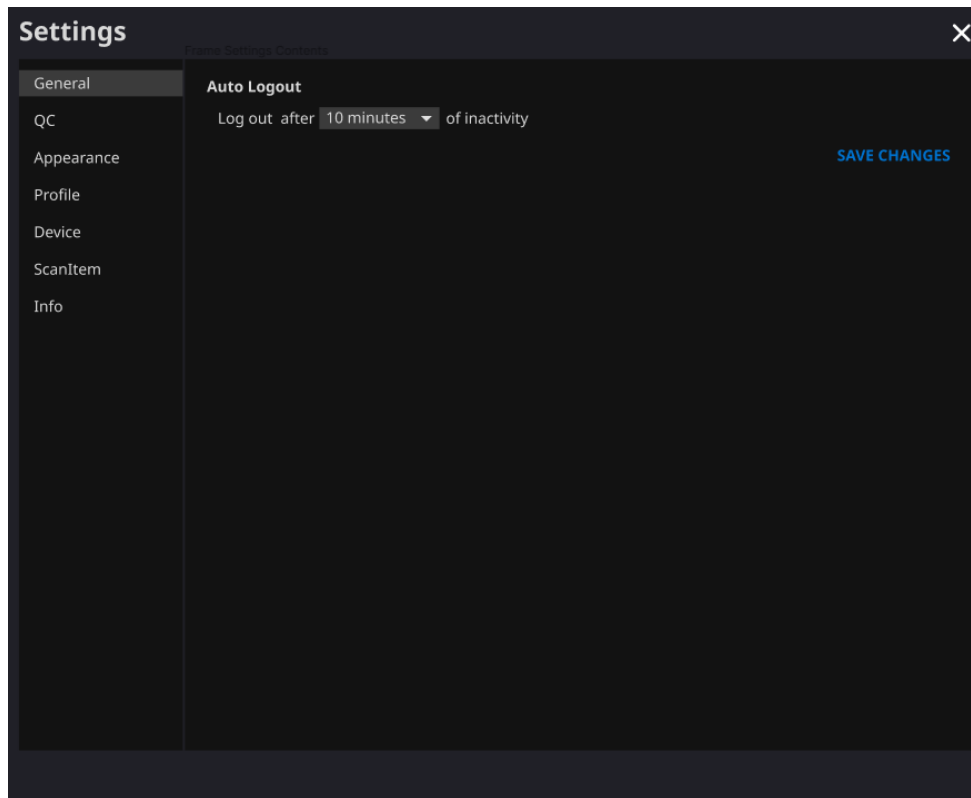 Settings
Frame Settings Contents
General
QC
Appearance
Profile
Device
ScanItem
Info
Auto Logout
Log out after 10 minutes of inactivity
SAVE CHANGES